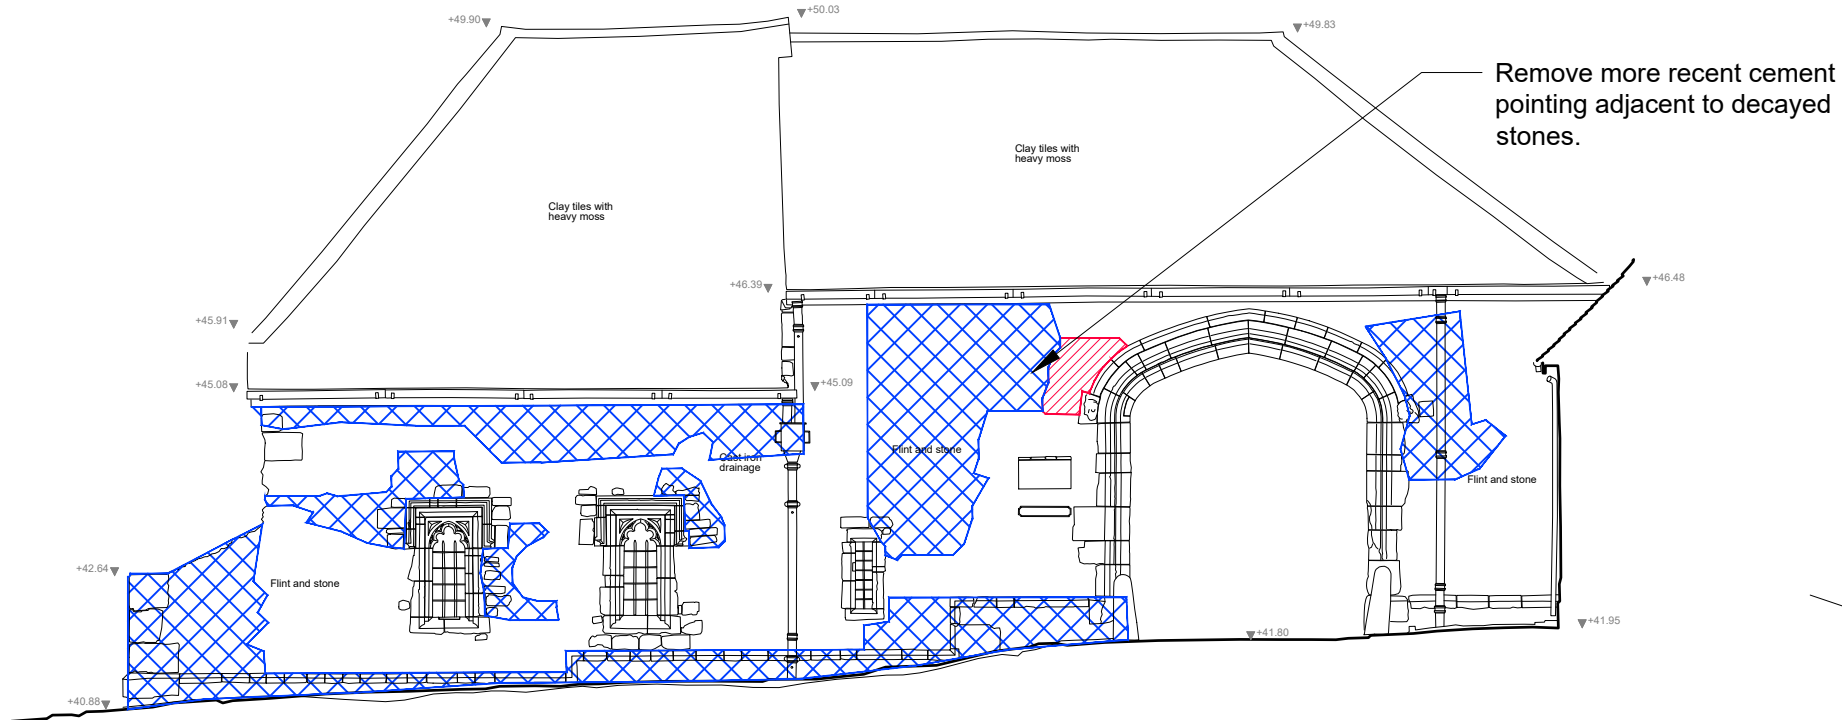 +49.90
+50.03
+49.83
Remove more recent cement
pointing adjacent to decayed
stones.
Clay tiles with
heavy moss
Clay tiles with
heavy moss
+46.39
+46.48
+45.91
+45.08
+45.09
Flint and stone
Cast iron
drainage
Flint and stone
+42.64
Flint and stone
+41.95
+41.80
+40.88